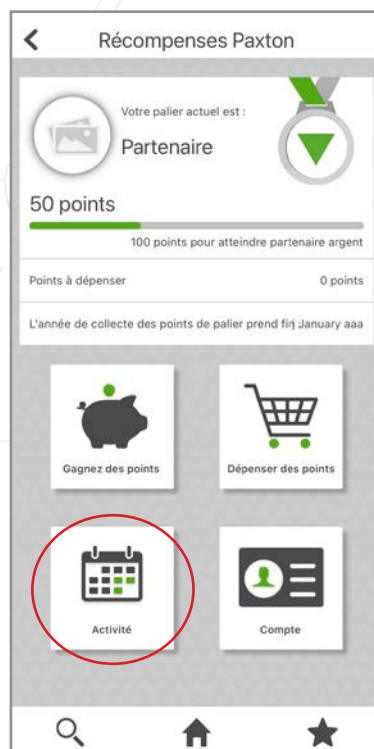 Récompenses Paxton
Votre palier actuel est :
Partenaire
50 points
100 points pour atteindre partenaire argent
Points à dépenser 0 points
L'année de collecte des points de palier prend fin January aaa
Gagnez des points Dépenser des points
Activité Compte